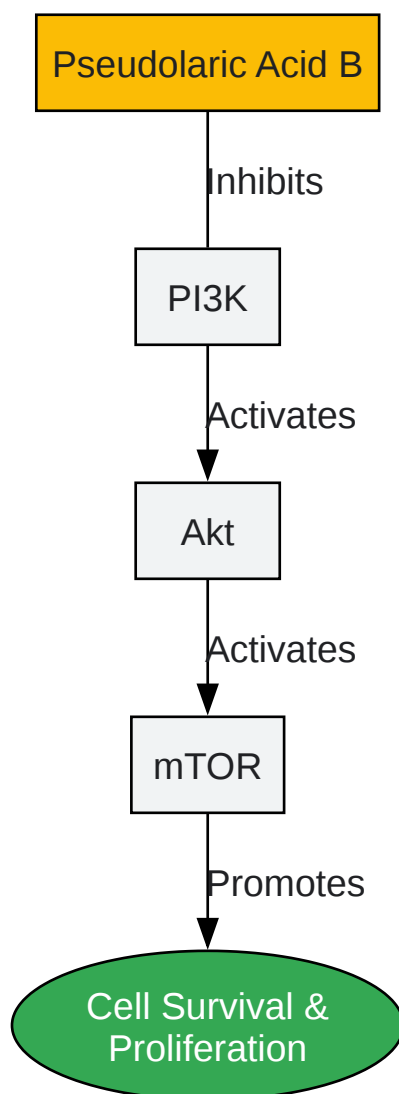 Pseudolaric Acid B
Inhibits
PI3K
Activates
Akt
Activates
mTOR
Promotes
Cell Survival &
Proliferation